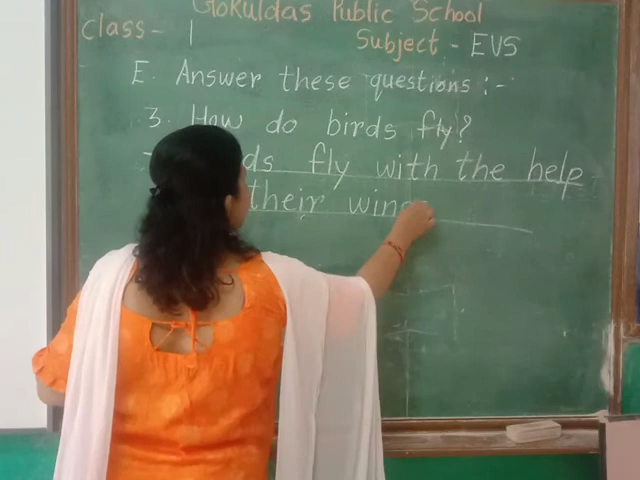 Gokuldas Public School
Class - 1
Subject - EVS
E. Answer these questions :-
3. How do birds fly?
fly with the help
their